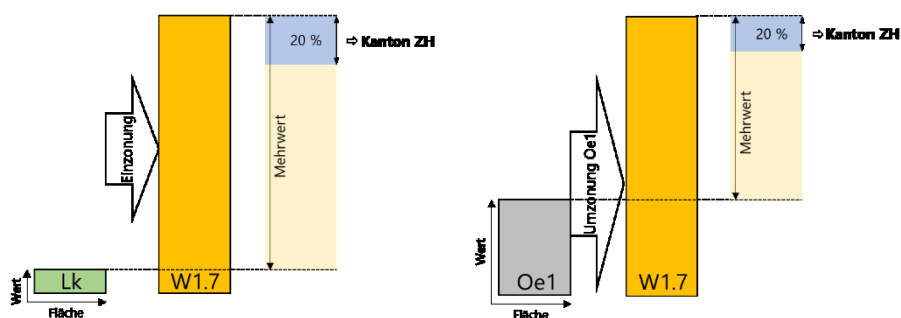 20 %
⇨ Kanton ZH
Einzonung
Mehrwert
Lk
W1.7
Wert
Fläche
20 %
⇨ Kanton ZH
Umzonung Oe1
Mehrwert
Oe1
W1.7
Wert
Fläche